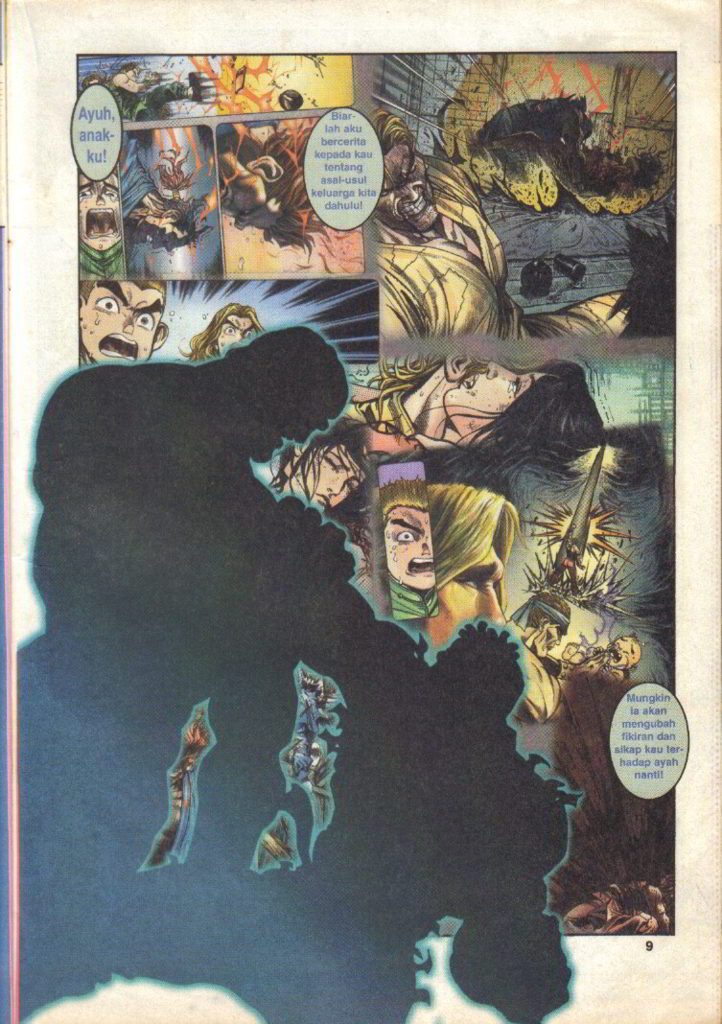 Ayuh,
anak-
ku!
Biar-
lah aku
bercerita
kepada kau
tentang
asal-usul
keluarga kita
dahulu!
Mungkin
ia akan
mengubah
fikiran dan
sikap kau ter-
hadap ayah
nanti!
9